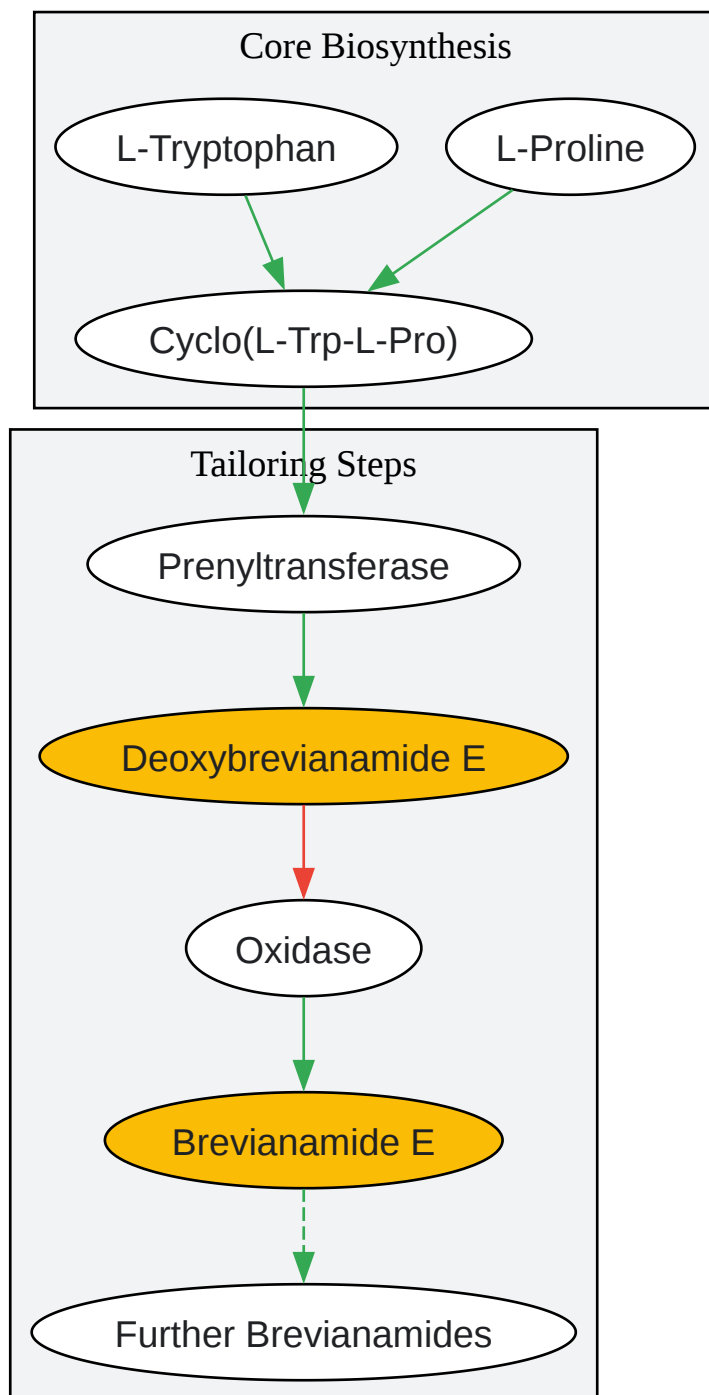 Core Biosynthesis
L-Tryptophan
L-Proline
Cyclo(L-Trp-L-Pro)
Tailoring Steps
Prenyltransferase
Deoxybrevianamide E
Oxidase
Brevianamide E
Further Brevianamides